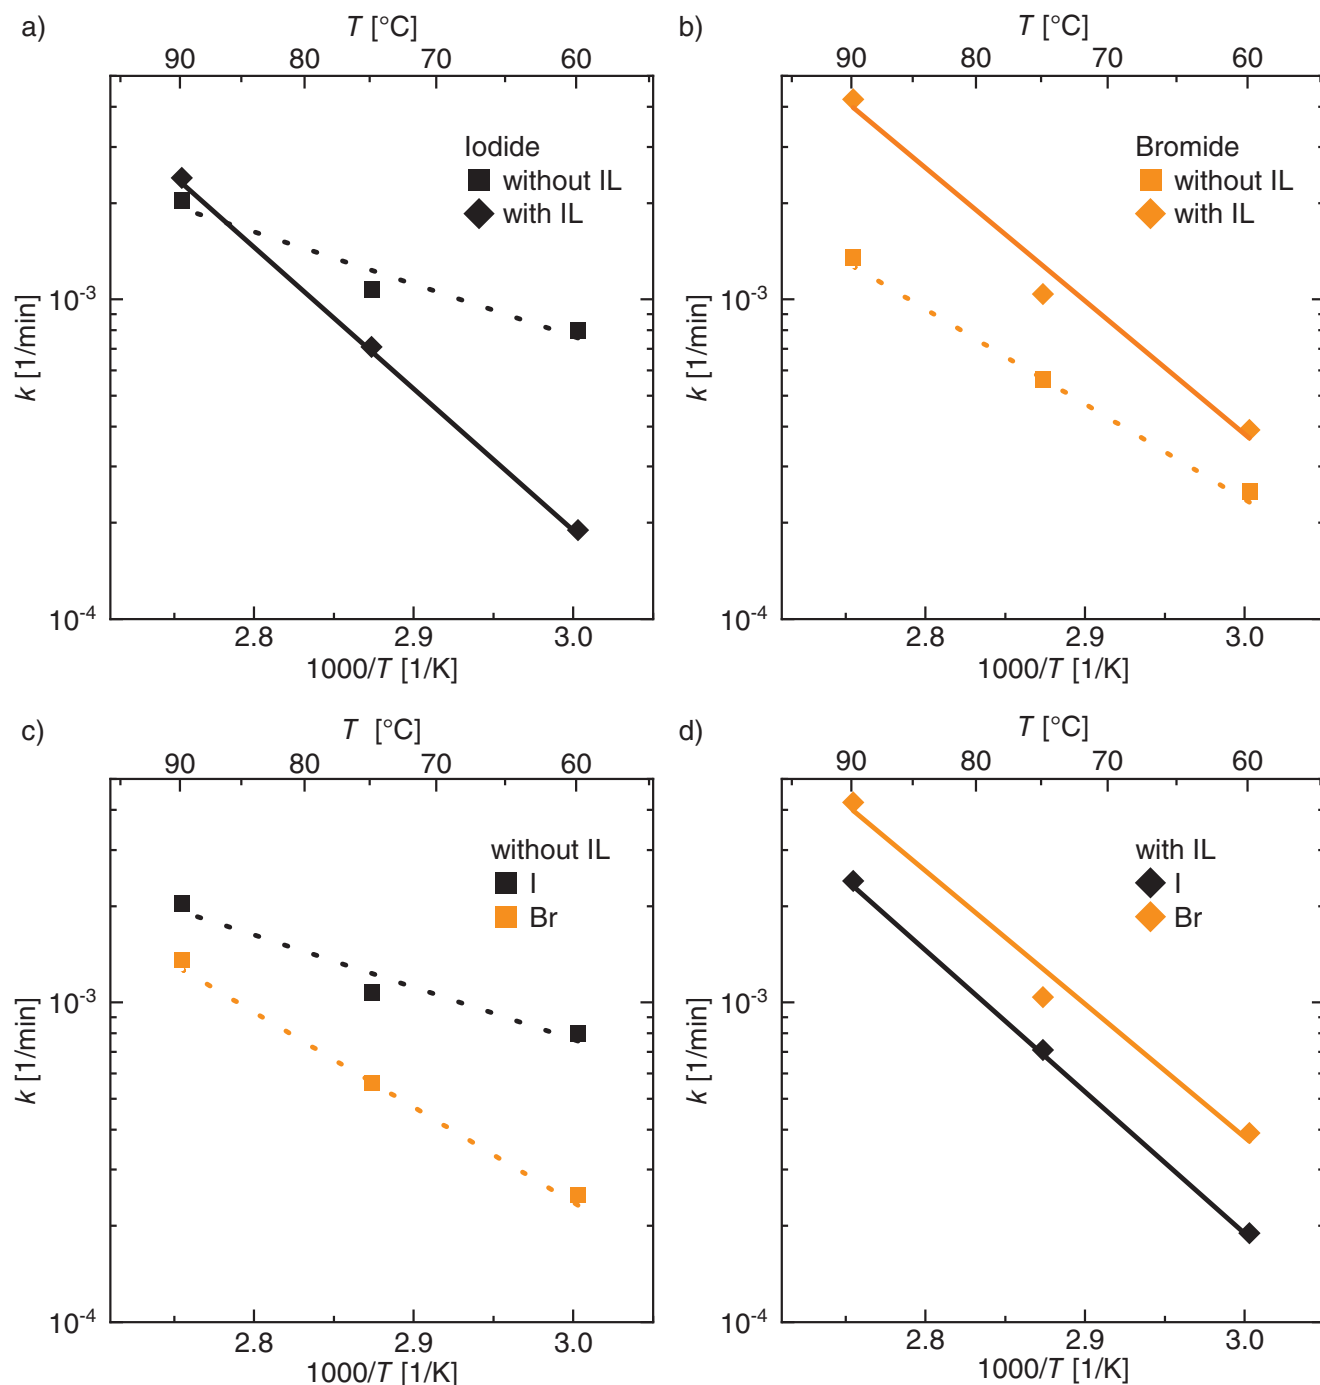 a)
T [°C]
90 80 70 60
Iodide
without IL
with IL
10-3
10-4
k [1/min]
2.8 2.9 3.0
1000/T [1/K]
b)
T [°C]
90 80 70 60
Bromide
without IL
with IL
10-3
10-4
k [1/min]
2.8 2.9 3.0
1000/T [1/K]
c)
T [°C]
90 80 70 60
without IL
I
Br
10-3
10-4
k [1/min]
2.8 2.9 3.0
1000/T [1/K]
d)
T [°C]
90 80 70 60
with IL
I
Br
10-3
10-4
k [1/min]
2.8 2.9 3.0
1000/T [1/K]